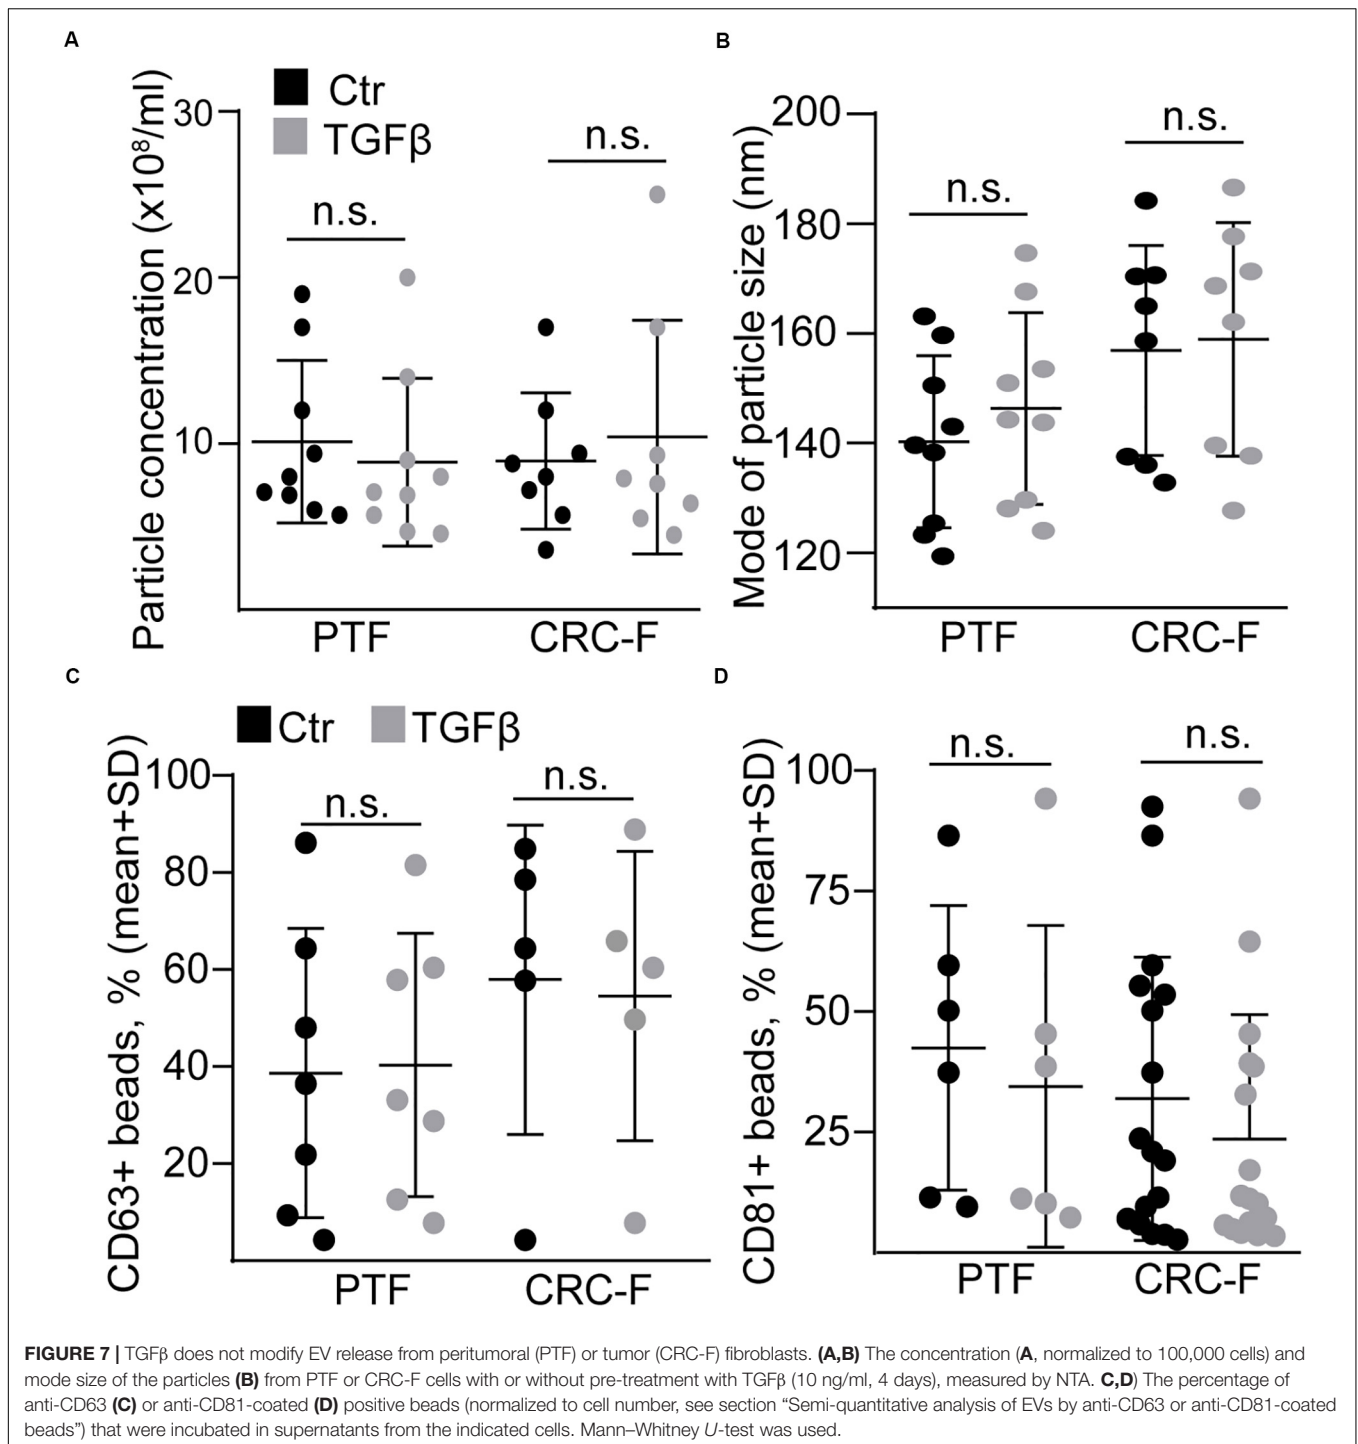 A
Particle concentration (x10⁸/ml)
Ctr
TGFβ
30
20
10
n.s.
n.s.
PTF
CRC-F
B
Mode of particle size (nm)
200
180
160
140
120
n.s.
n.s.
PTF
CRC-F
C
CD63+ beads, % (mean+SD)
Ctr
TGFβ
100
80
60
40
20
n.s.
n.s.
PTF
CRC-F
D
CD81+ beads, % (mean+SD)
100
75
50
25
n.s.
n.s.
PTF
CRC-F
FIGURE 7 | TGFβ does not modify EV release from peritumoral (PTF) or tumor (CRC-F) fibroblasts. (A,B) The concentration (A, normalized to 100,000 cells) and
mode size of the particles (B) from PTF or CRC-F cells with or without pre-treatment with TGFβ (10 ng/ml, 4 days), measured by NTA. C,D) The percentage of
anti-CD63 (C) or anti-CD81-coated (D) positive beads (normalized to cell number, see section “Semi-quantitative analysis of EVs by anti-CD63 or anti-CD81-coated
beads”) that were incubated in supernatants from the indicated cells. Mann–Whitney U-test was used.